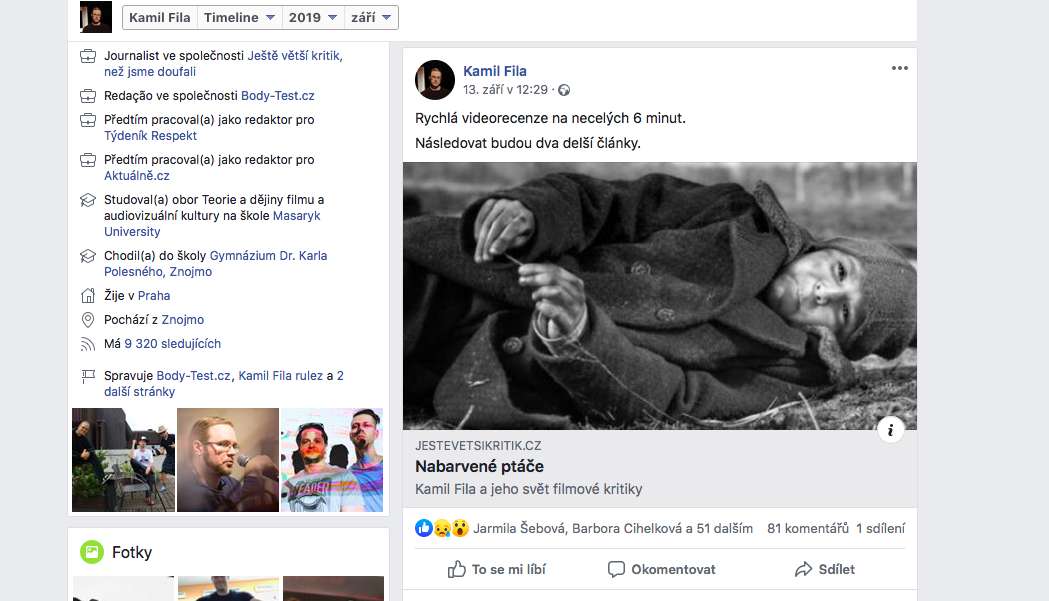 Kamil Fila Timeline 2019 září
Journalist ve společnosti Ještě větší kritik,
než jsme doufali
Redação ve společnosti Body-Test.cz
Předtím pracoval(a) jako redaktor pro
Týdeník Respekt
Předtím pracoval(a) jako redaktor pro
Aktuálně.cz
Studoval(a) obor Teorie a dějiny filmu a
audiovizuální kultury na škole Masaryk
University
Chodil(a) do školy Gymnázium Dr. Karla
Polesného, Znojmo
Žije v Praha
Pochází z Znojmo
Má 9 320 sledujících
Spravuje Body-Test.cz, Kamil Fila rulez a 2
další stránky
Fotky
Kamil Fila
13. září v 12:29 ·
Rychlá videorecenze na necelých 6 minut.
Následovat budou dva delší články.
JESTEVETSIKRITIK.CZ
Nabarvené ptáče
Kamil Fila a jeho svět filmové kritiky
Jarmila Šebová, Barbora Cihelková a 51 dalším 81 komentářů 1 sdílení
To se mi líbí Okomentovat Sdílet